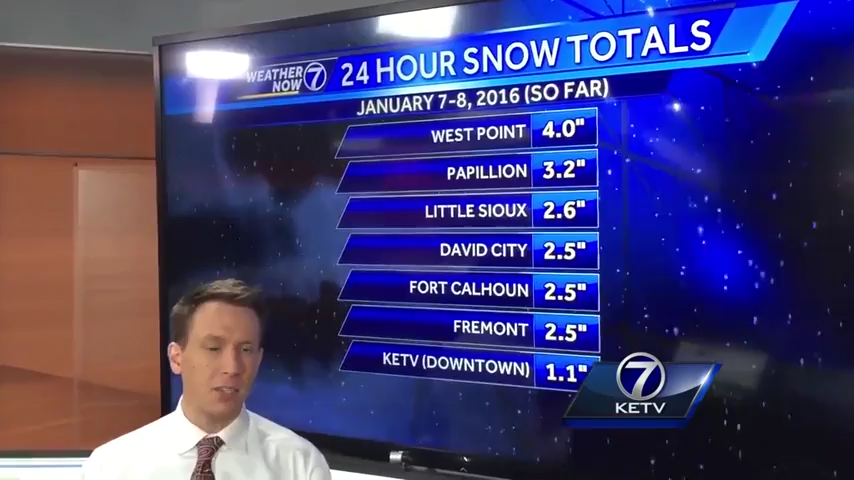 WEATHER NOW 7
24 HOUR SNOW TOTALS
JANUARY 7-8, 2016 (SO FAR)
WEST POINT 4.0"
PAPILLION 3.2"
LITTLE SIOUX 2.6"
DAVID CITY 2.5"
FORT CALHOUN 2.5"
FREMONT 2.5"
KETV (DOWNTOWN) 1.1"
7
KETV